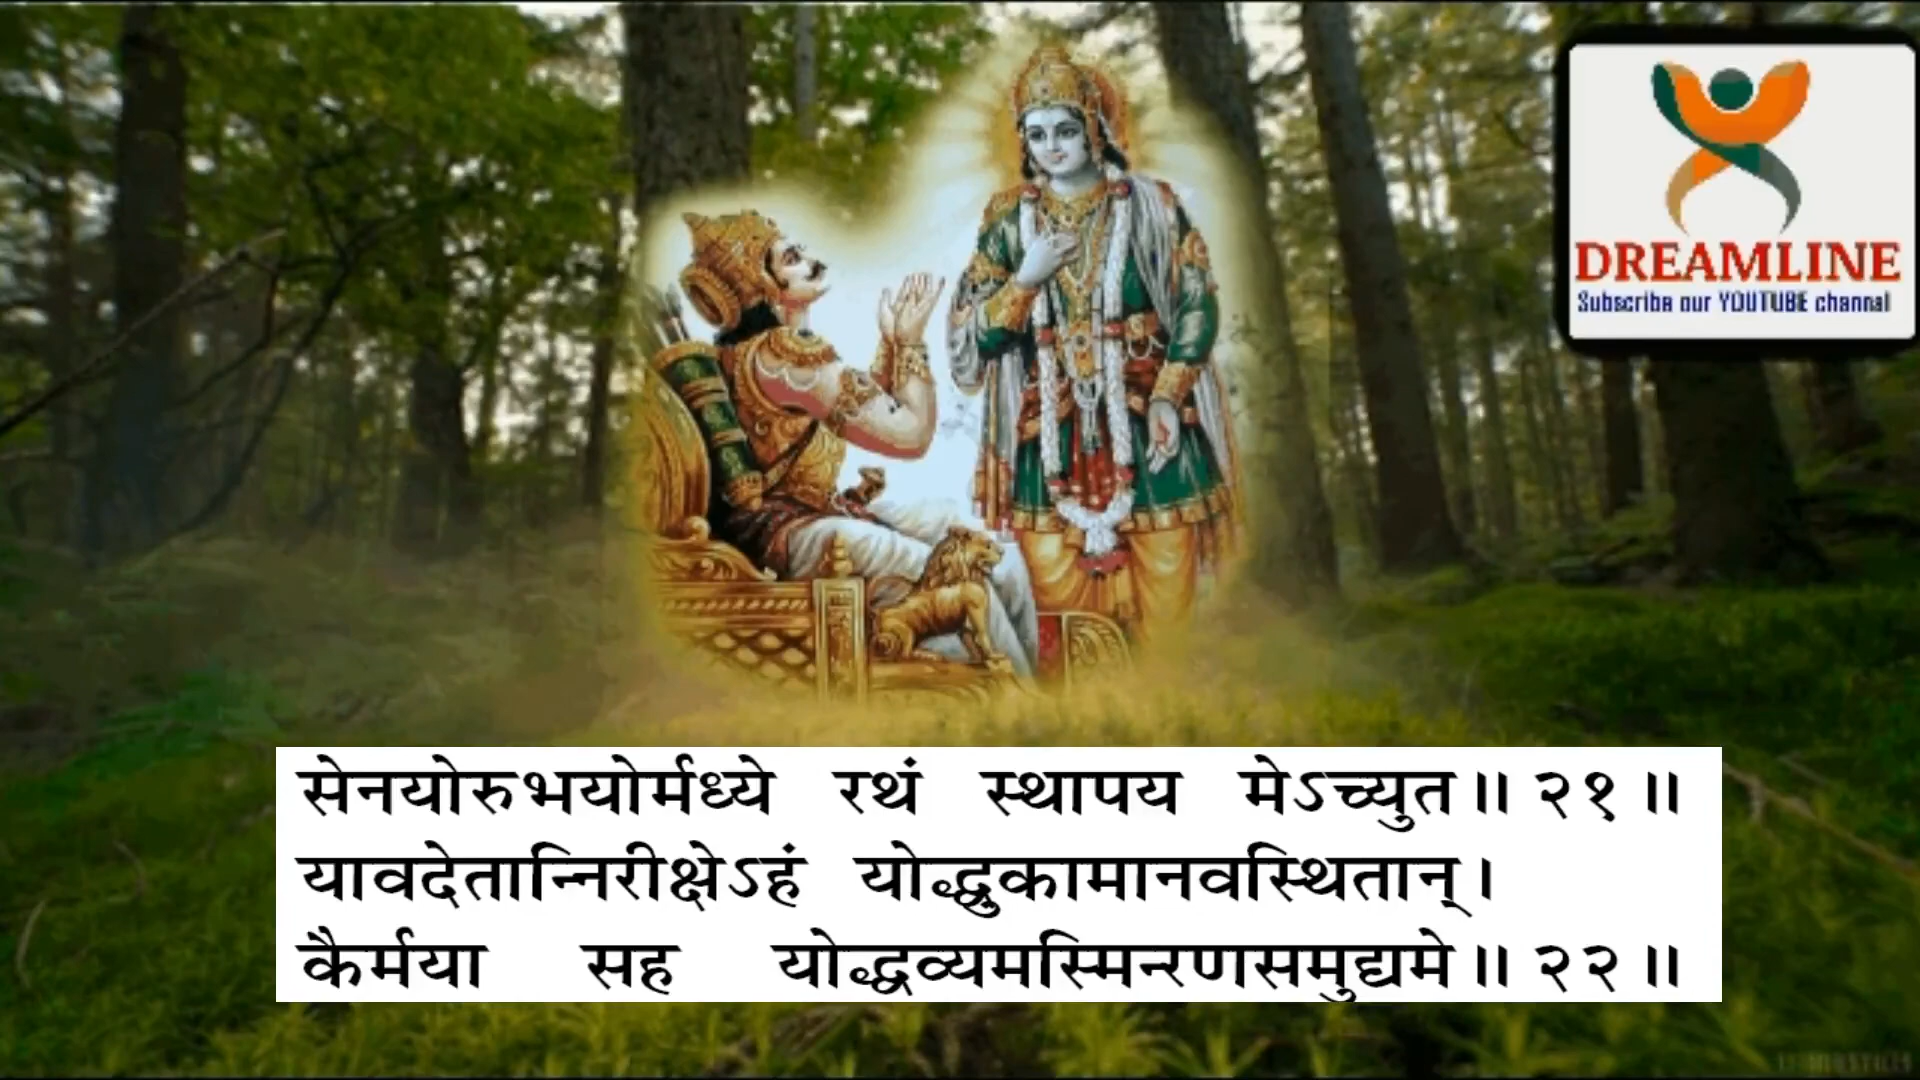 DREAMLINE
Subscribe our YOUTUBE channal
सेनयोरुभयोर्मध्ये रथं स्थापय मेऽच्युत॥ २१ ॥
यावदेतान्निरीक्षेऽहं योद्धुकामानवस्थितान्।
कैर्मया सह योद्धव्यमस्मिन्रणसमुद्यमे॥ २२ ॥